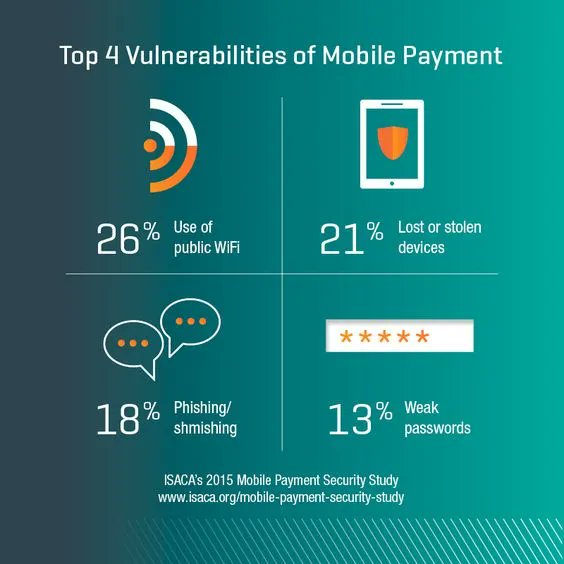 Top 4 Vulnerabilities of Mobile Payment
26% Use of
public WiFi
21% Lost or stolen
devices
18% Phishing/
shmishing
*****
13% Weak
passwords
ISACA's 2015 Mobile Payment Security Study
www.isaca.org/mobile-payment-security-study